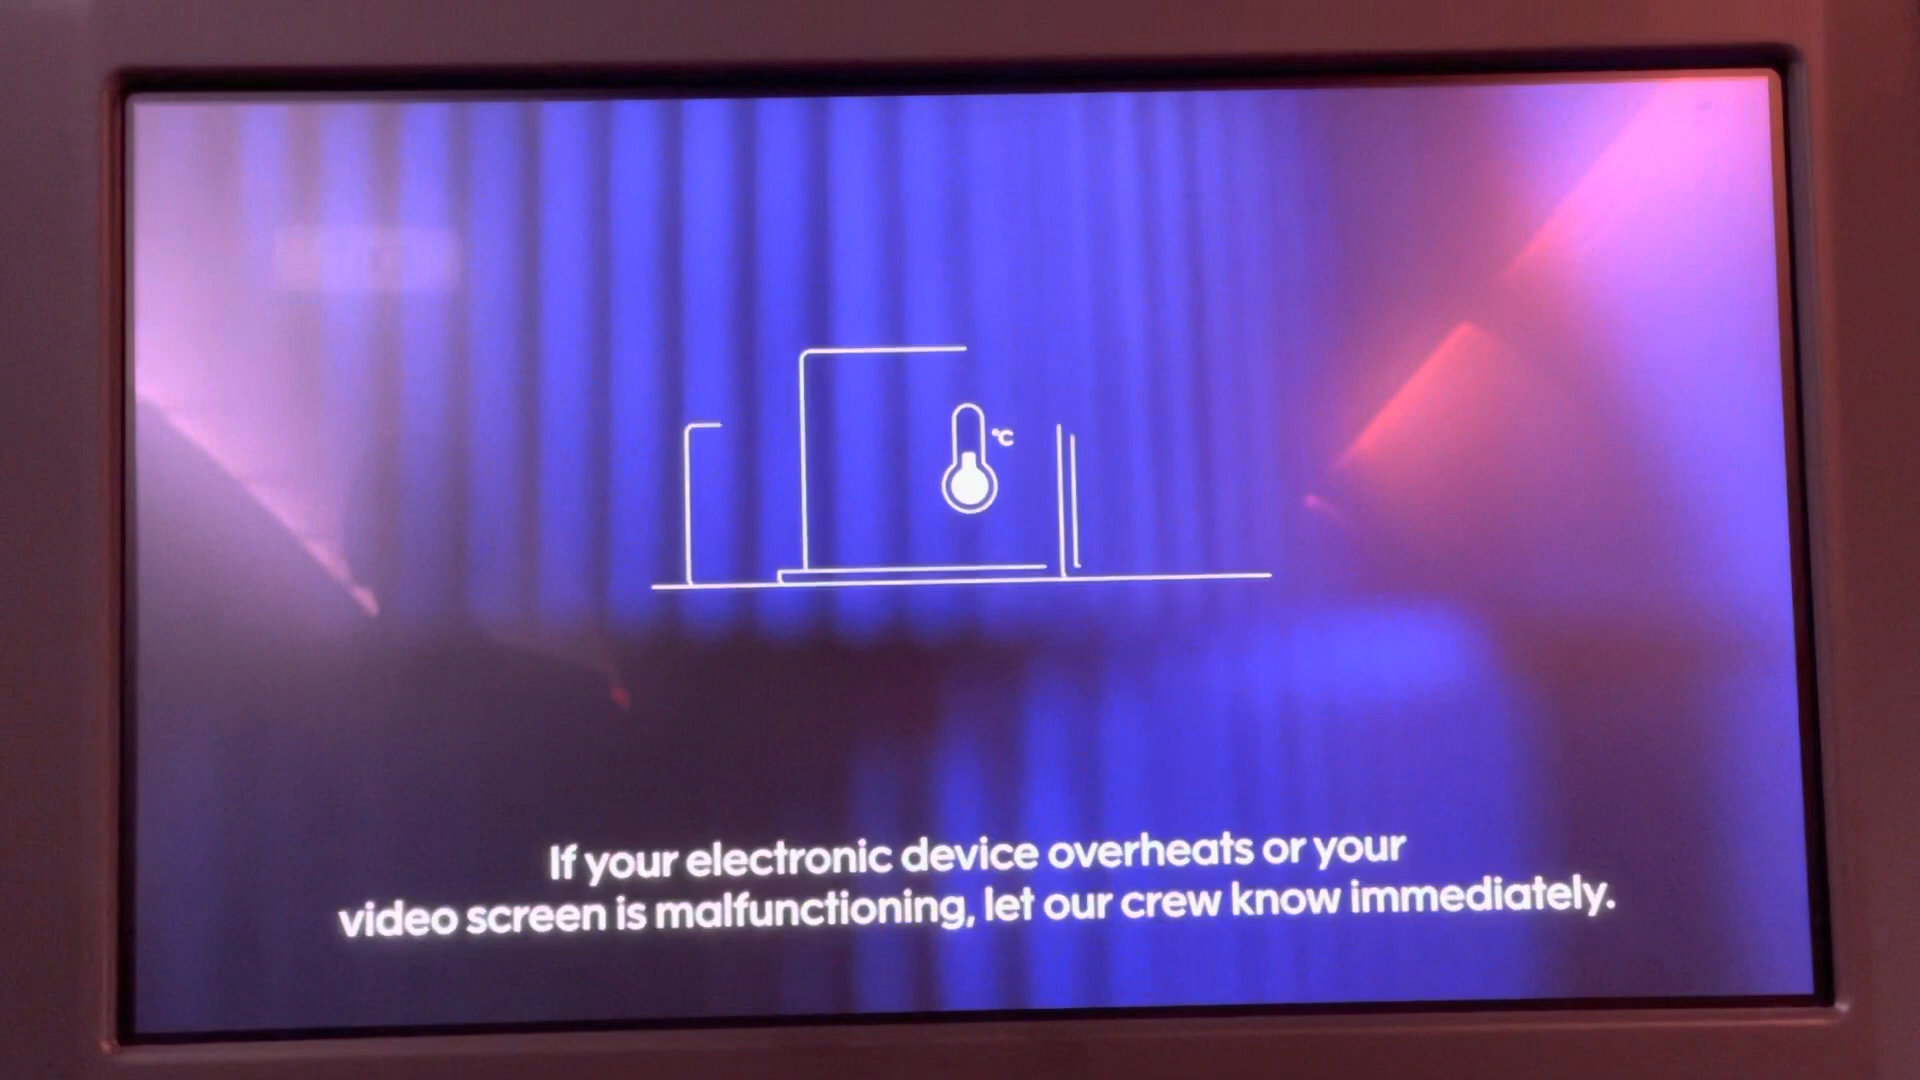 °C
If your electronic device overheats or your
video screen is malfunctioning, let our crew know immediately.